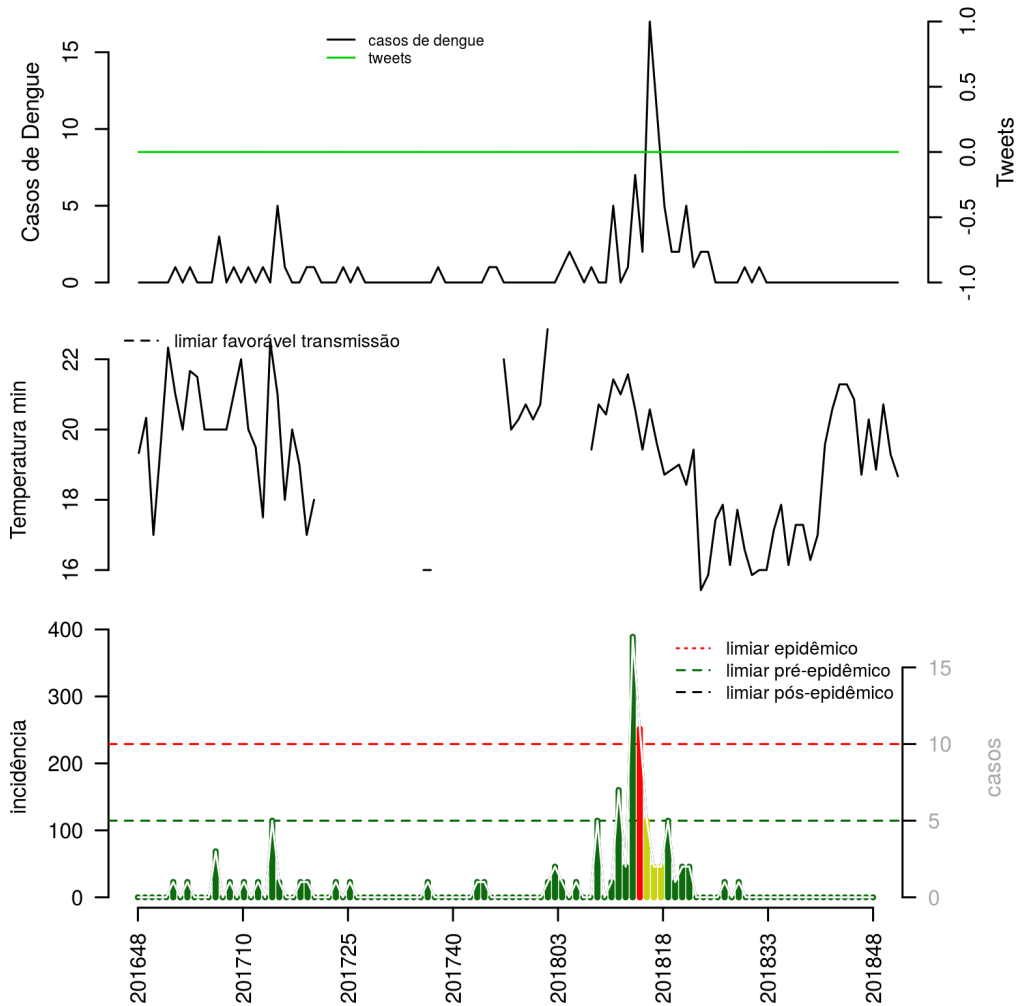 casos de dengue
tweets
Casos de Dengue
0
5
10
15
Tweets
-1.0
-0.5
0.0
0.5
1.0
limiar favorável transmissão
Temperatura min
16
18
20
22
limiar epidêmico
limiar pré-epidêmico
limiar pós-epidêmico
incidência
0
100
200
300
400
casos
0
5
10
15
201648
201710
201725
201740
201803
201818
201833
201848